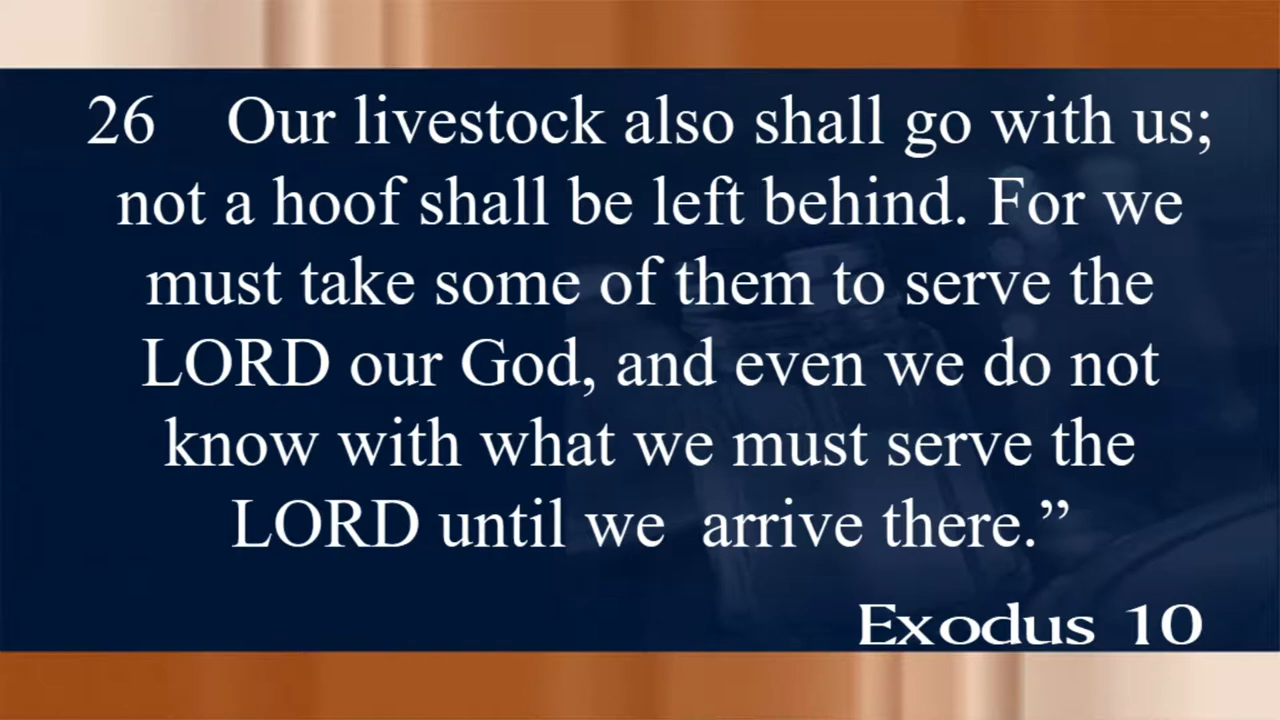 26 Our livestock also shall go with us;
not a hoof shall be left behind. For we
must take some of them to serve the
LORD our God, and even we do not
know with what we must serve the
LORD until we  arrive there.”
Exodus 10